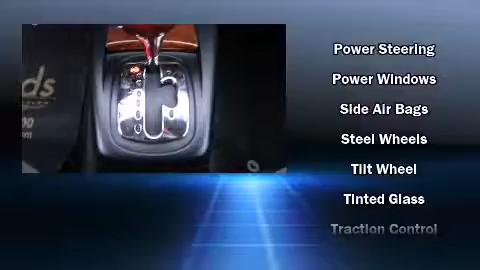 Power Steering
Power Windows
Side Air Bags
Steel Wheels
Tilt Wheel
Tinted Glass
Traction Control